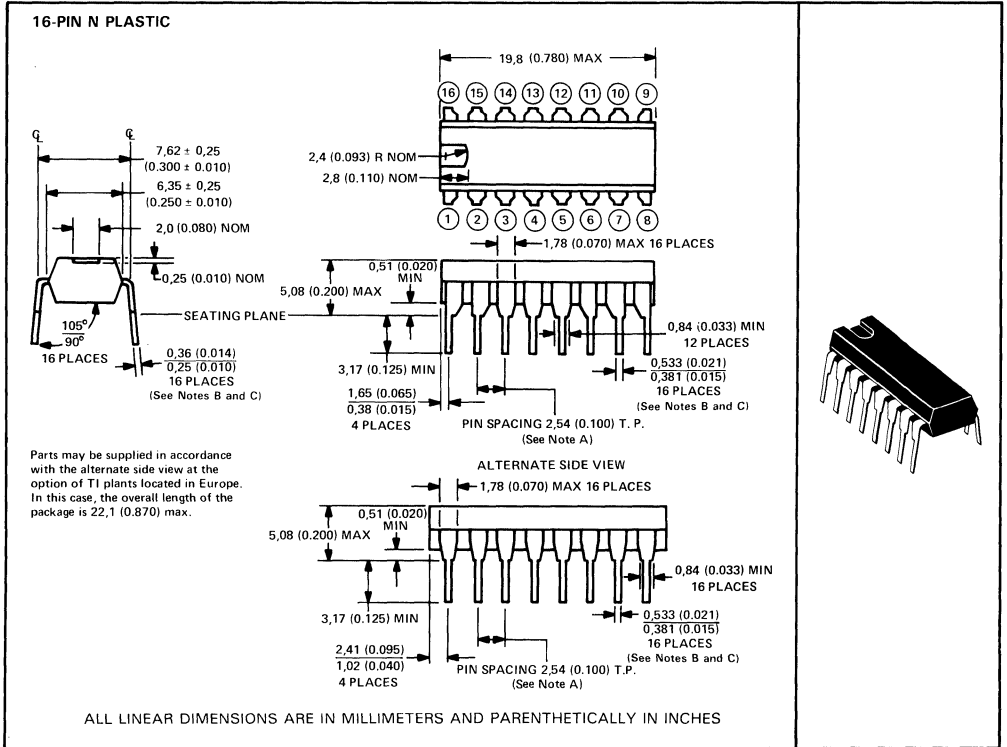 16-PIN N PLASTIC
19,8 (0.780) MAX
16 15 14 13 12 11 10 9
2,4 (0.093) R NOM
2,8 (0.110) NOM
1 2 3 4 5 6 7 8
℄ ℄
7,62 ± 0,25
(0.300 ± 0.010)
6,35 ± 0,25
(0.250 ± 0.010)
2,0 (0.080) NOM
0,25 (0.010) NOM
105°
90°
16 PLACES
0,36 (0.014)
0,25 (0.010)
16 PLACES
(See Notes B and C)
SEATING PLANE
1,78 (0.070) MAX 16 PLACES
0,51 (0.020)
MIN
5,08 (0.200) MAX
3,17 (0.125) MIN
0,84 (0.033) MIN
12 PLACES
0,533 (0.021)
0,381 (0.015)
16 PLACES
(See Notes B and C)
1,65 (0.065)
0,38 (0.015)
4 PLACES
PIN SPACING 2,54 (0.100) T.P.
(See Note A)
Parts may be supplied in accordance
with the alternate side view at the
option of TI plants located in Europe.
In this case, the overall length of the
package is 22,1 (0.870) max.
ALTERNATE SIDE VIEW
1,78 (0.070) MAX 16 PLACES
0,51 (0.020)
MIN
5,08 (0.200) MAX
3,17 (0.125) MIN
0,84 (0.033) MIN
16 PLACES
0,533 (0.021)
0,381 (0.015)
16 PLACES
(See Notes B and C)
2,41 (0.095)
1,02 (0.040)
4 PLACES
PIN SPACING 2,54 (0.100) T.P.
(See Note A)
ALL LINEAR DIMENSIONS ARE IN MILLIMETERS AND PARENTHETICALLY IN INCHES